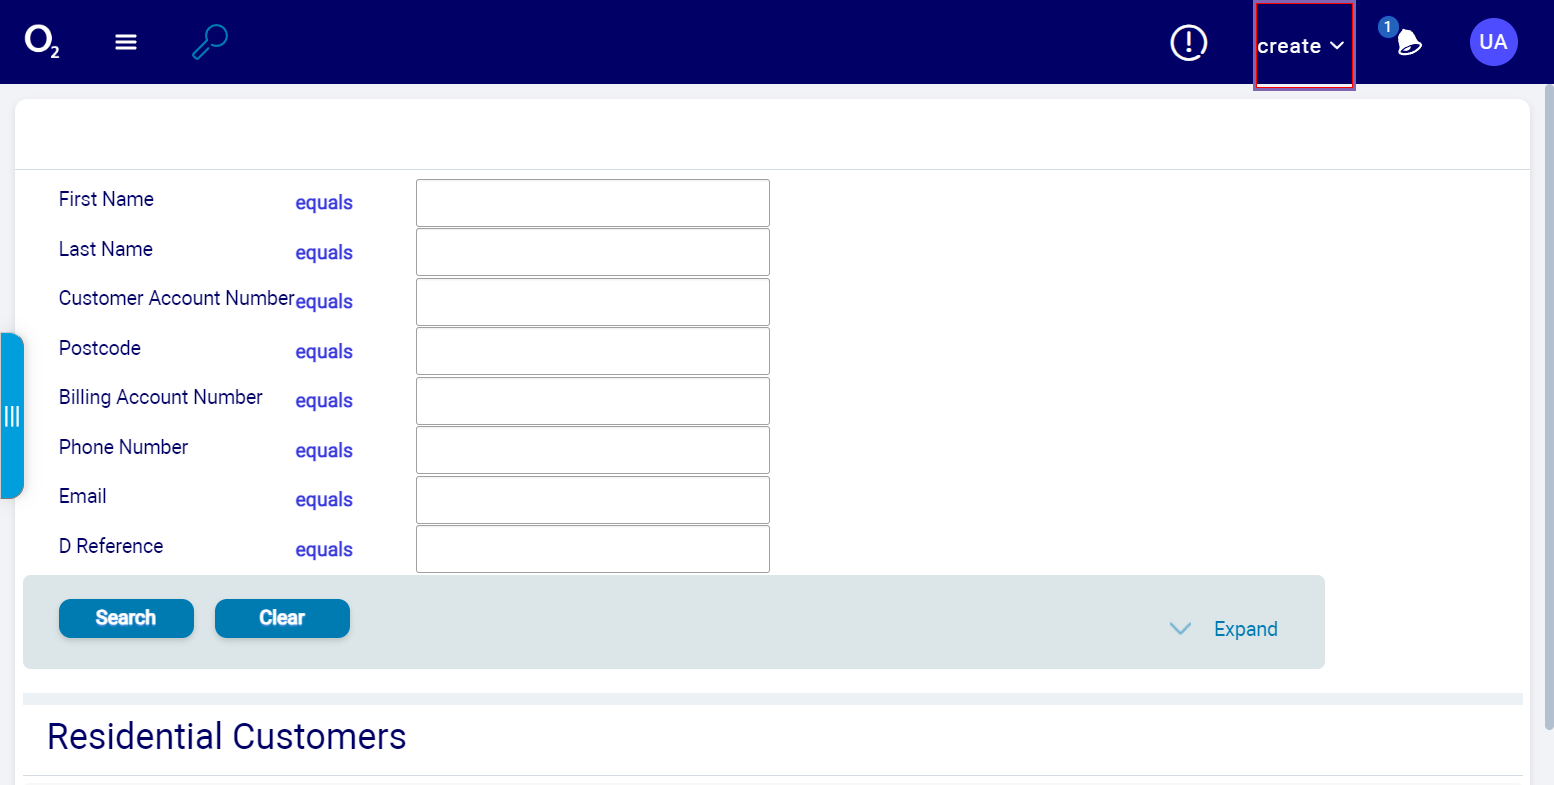 O2
create
1
UA
First Name equals
Last Name equals
Customer Account Number equals
Postcode equals
Billing Account Number equals
Phone Number equals
Email equals
D Reference equals
Search Clear
Expand
Residential Customers